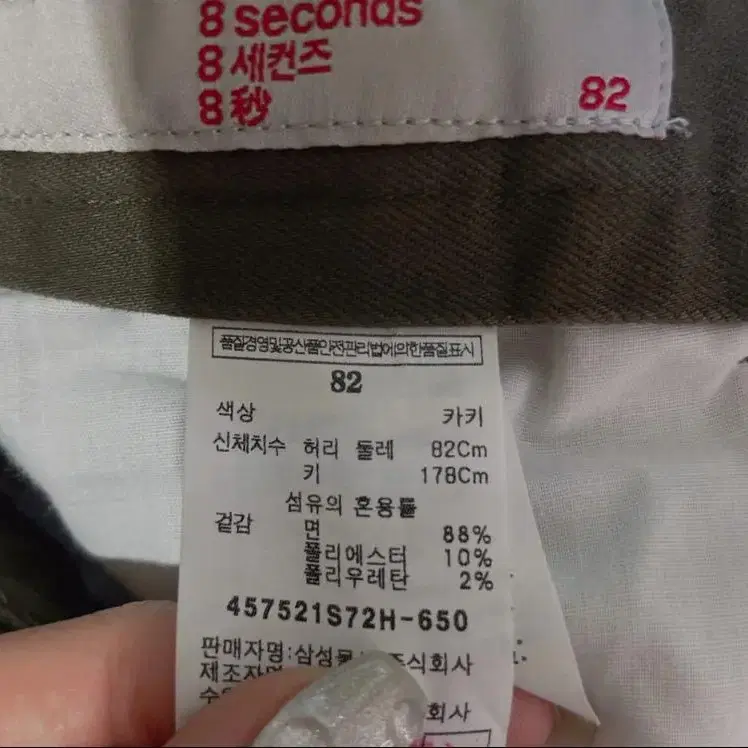 8 seconds
8세컨즈
8秒
82
품질경영및공산품안전관리법에의한품질표시
82
색상 카키
신체치수 허리 둘레 82Cm
키 178Cm
섬유의 혼용률
겉감 면 88%
폴리에스터 10%
폴리우레탄 2%
457521S72H-650
판매자명:삼성 주식회사
회사